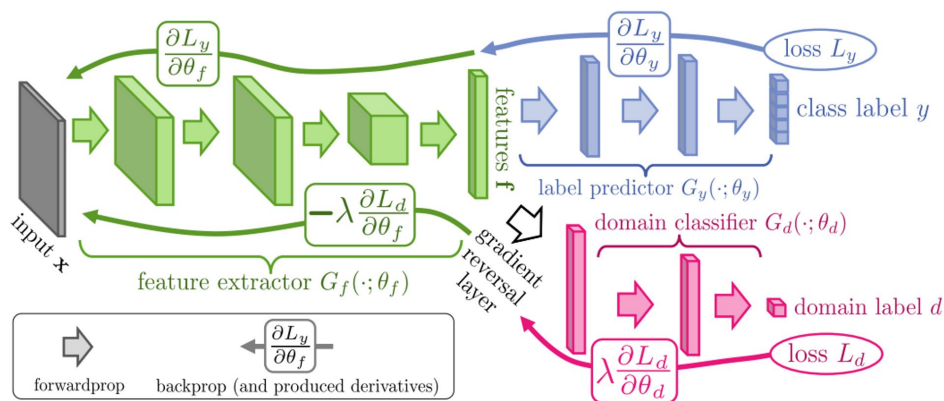 ∂L_y/∂θ_f
∂L_y/∂θ_y
loss L_y
input x
features f
class label y
label predictor G_y(·; θ_y)
−λ ∂L_d/∂θ_f
feature extractor G_f(·; θ_f)
gradient
reversal
layer
domain classifier G_d(·; θ_d)
domain label d
λ ∂L_d/∂θ_d
loss L_d
forwardprop
∂L_y/∂θ_f
backprop (and produced derivatives)